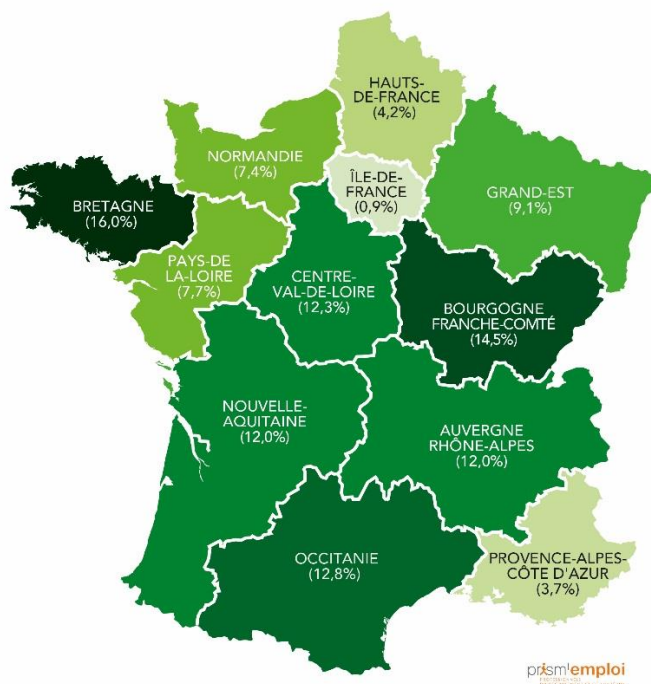 HAUTS-
DE-FRANCE
(4,2%)
NORMANDIE
(7,4%)
ÎLE-DE-
FRANCE
(0,9%)
GRAND-EST
(9,1%)
BRETAGNE
(16,0%)
PAYS-DE
LA-LOIRE
(7,7%)
CENTRE-
VAL-DE-LOIRE
(12,3%)
BOURGOGNE
FRANCHE-COMTÉ
(14,5%)
NOUVELLE-
AQUITAINE
(12,0%)
AUVERGNE
RHÔNE-ALPES
(12,0%)
OCCITANIE
(12,8%)
PROVENCE-ALPES-
CÔTE D'AZUR
(3,7%)
prism'emploi